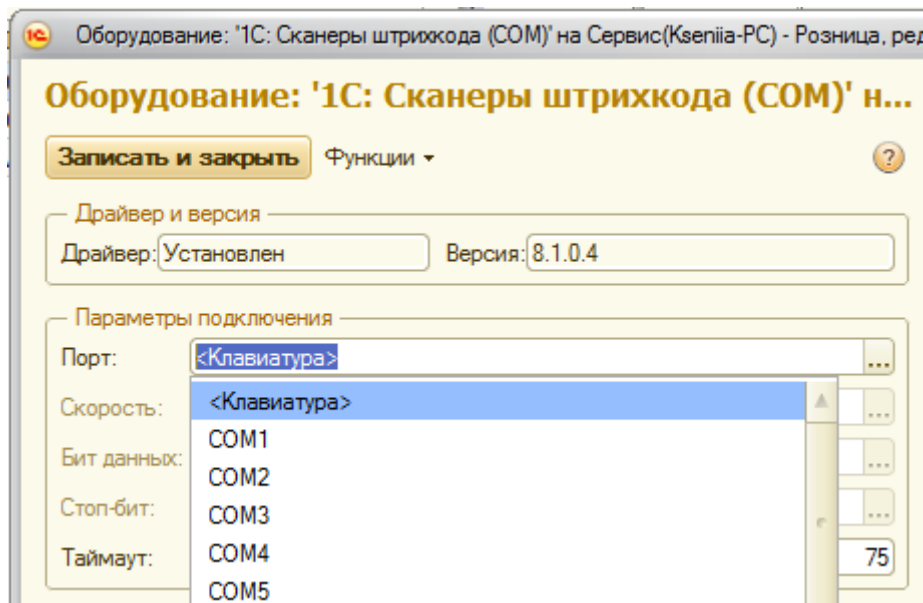 1С Оборудование: '1С: Сканеры штрихкода (COM)' на Сервис(Kseniia-PC) - Розница, ред
Оборудование: '1С: Сканеры штрихкода (COM)' н...
Записать и закрыть Функции ?
Драйвер и версия
Драйвер: Установлен Версия: 8.1.0.4
Параметры подключения
Порт: <Клавиатура> ...
Скорость: <Клавиатура> ...
COM1
Бит данных: ...
COM2
Стоп-бит: COM3 ...
Таймаут: COM4 75
COM5